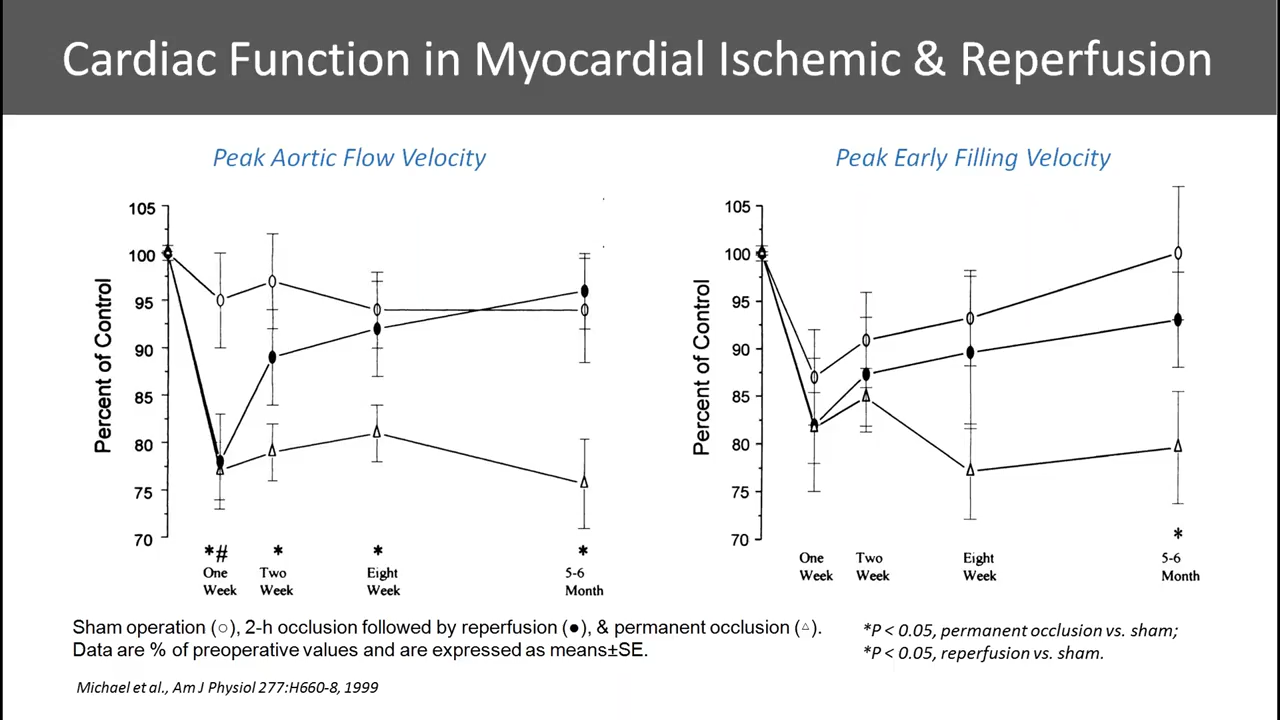 Cardiac Function in Myocardial Ischemic & Reperfusion
Peak Aortic Flow Velocity
Percent of Control
105
100
95
90
85
80
75
70
*# * * *
One Week
Two Week
Eight Week
5-6 Month
Peak Early Filling Velocity
Percent of Control
105
100
95
90
85
80
75
70
*
One Week
Two Week
Eight Week
5-6 Month
Sham operation (○), 2-h occlusion followed by reperfusion (●), & permanent occlusion (△).
Data are % of preoperative values and are expressed as means±SE.
*P < 0.05, permanent occlusion vs. sham;
*P < 0.05, reperfusion vs. sham.
Michael et al., Am J Physiol 277:H660-8, 1999